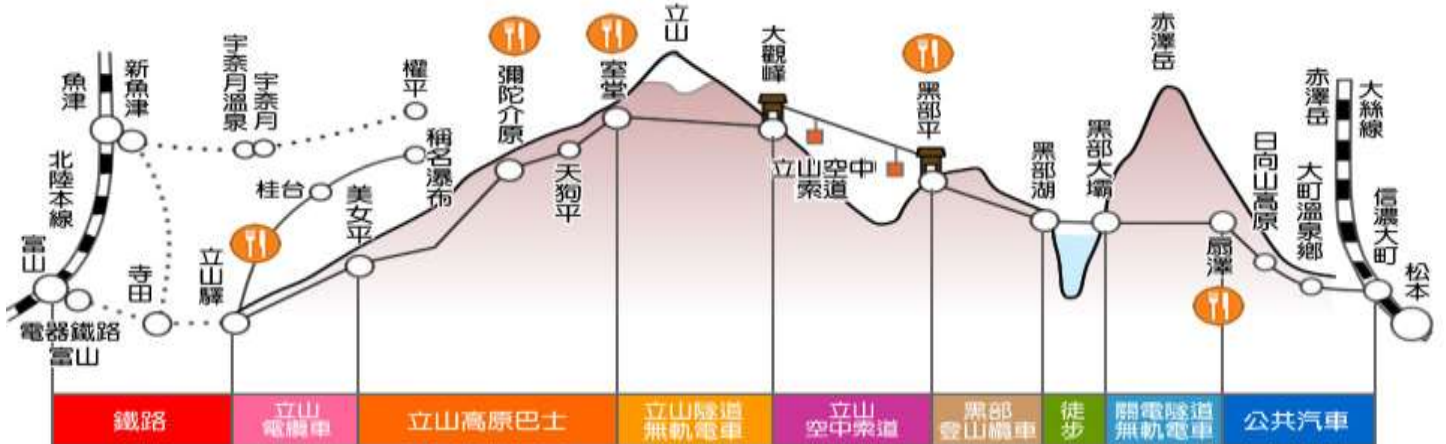 魚津
新魚津
宇奈月溫泉
宇奈月
欅平
稱名瀑布
桂台
美女平
彌陀介原
天狗平
室堂
立山
大觀峰
立山空中
索道
黑部平
黑部湖
黑部大壩
赤澤岳
扇澤
日向山高原
大町溫泉鄉
赤澤岳
大絲線
信濃大町
松本
北陸本線
富山
寺田
立山驛
電器鐵路
富山
鐵路
立山
電纜車
立山高原巴士
立山隧道
無軌電車
立山
空中索道
黑部
登山纜車
徒
步
關電隧道
無軌電車
公共汽車